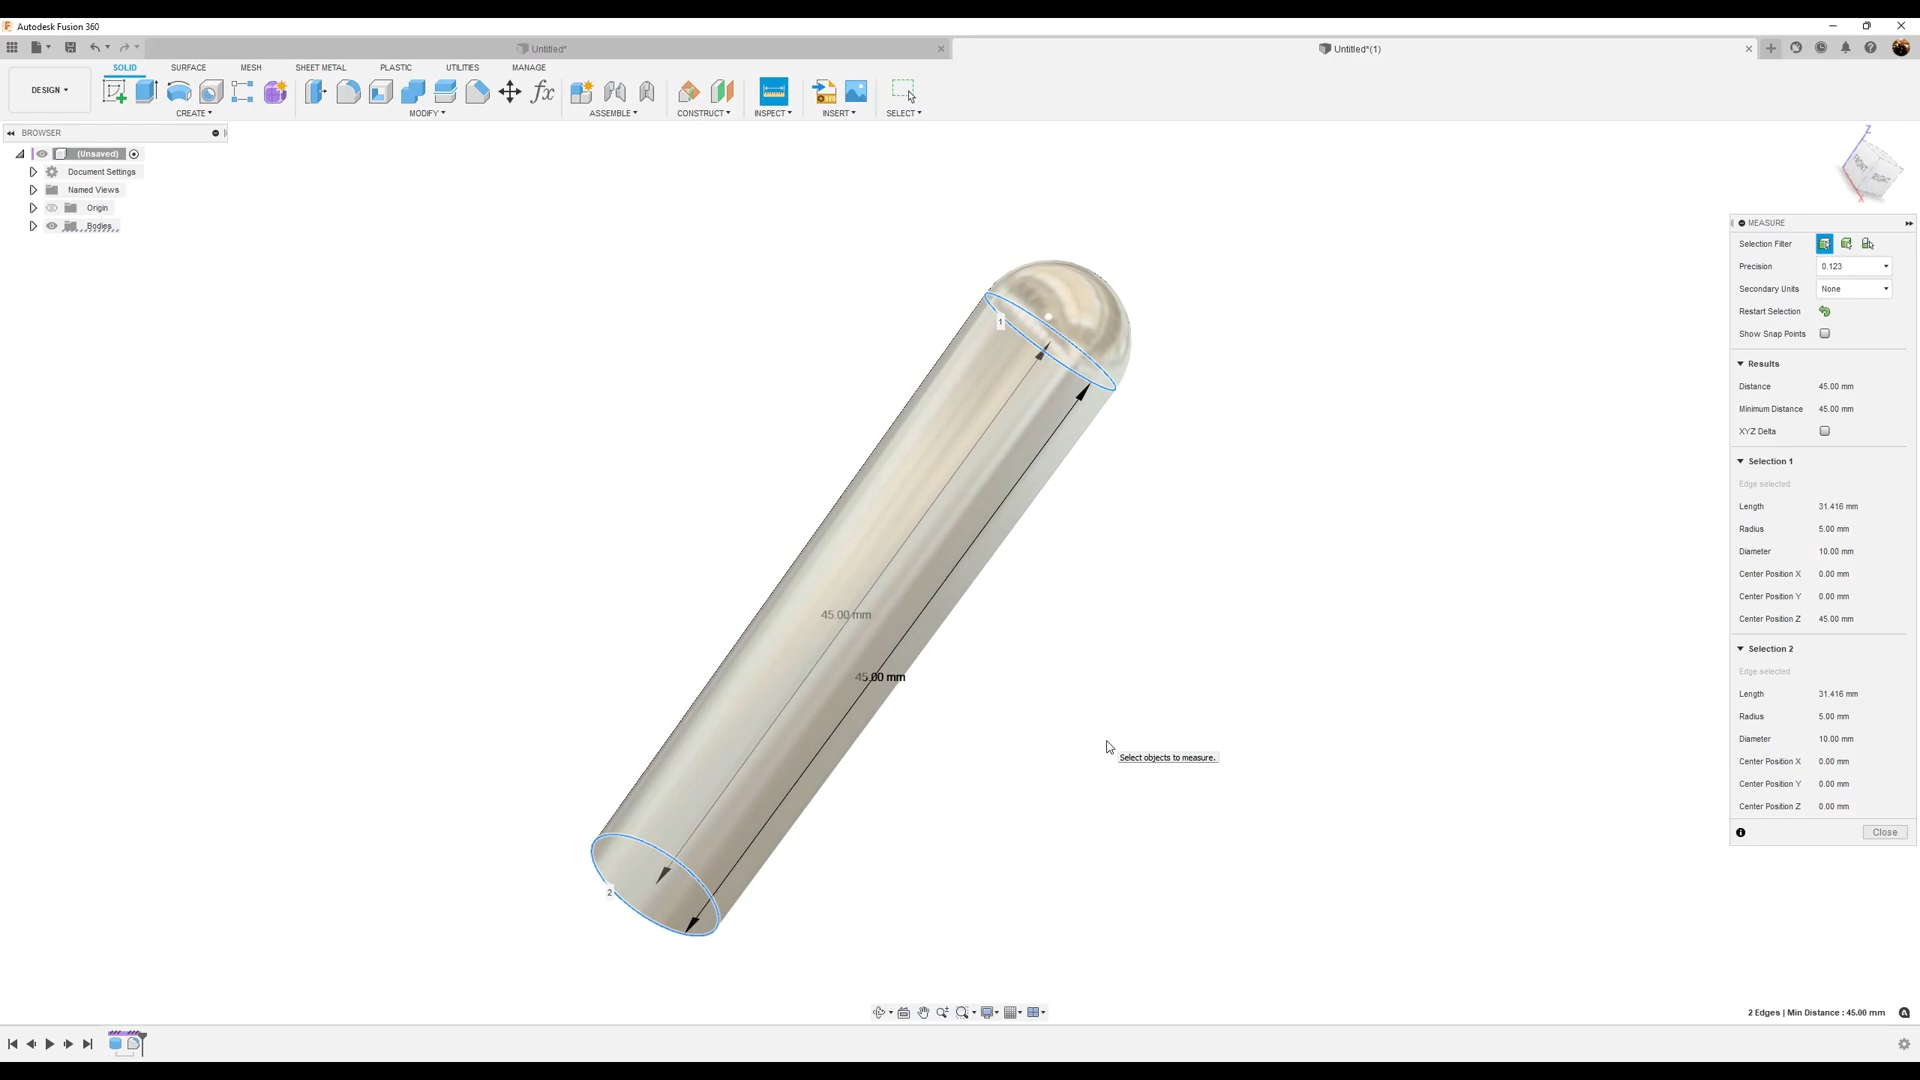 Autodesk Fusion 360
Untitled*
Untitled*(1)
SOLID SURFACE MESH SHEET METAL PLASTIC UTILITIES MANAGE
DESIGN
CREATE MODIFY ASSEMBLE CONSTRUCT INSPECT INSERT SELECT
BROWSER
(Unsaved)
Document Settings
Named Views
Origin
Bodies
Z
FRONT
RIGHT
X
1
45.00 mm
45.00 mm
2
Select objects to measure.
MEASURE
Selection Filter
Precision 0.123
Secondary Units None
Restart Selection
Show Snap Points
Results
Distance 45.00 mm
Minimum Distance 45.00 mm
XYZ Delta
Selection 1
Edge selected
Length 31.416 mm
Radius 5.00 mm
Diameter 10.00 mm
Center Position X 0.00 mm
Center Position Y 0.00 mm
Center Position Z 45.00 mm
Selection 2
Edge selected
Length 31.416 mm
Radius 5.00 mm
Diameter 10.00 mm
Center Position X 0.00 mm
Center Position Y 0.00 mm
Center Position Z 0.00 mm
Close
2 Edges | Min Distance : 45.00 mm